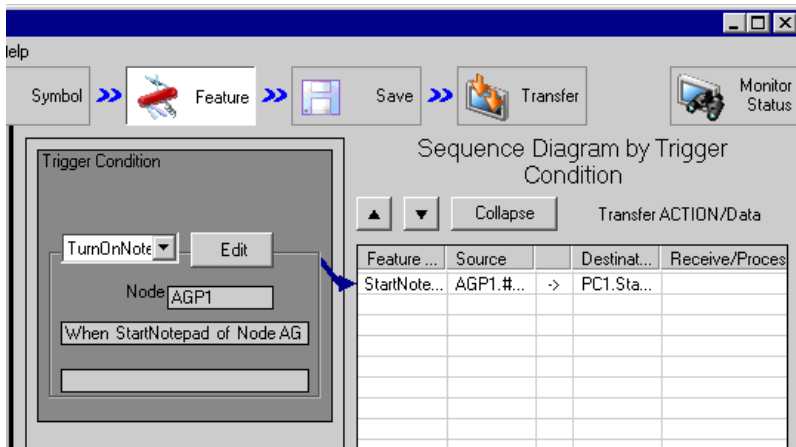 Help
Symbol Feature Save Transfer Monitor Status
Trigger Condition
TurnOnNote Edit
Node AGP1
When StartNotepad of Node AG
Sequence Diagram by Trigger
Condition
Collapse Transfer ACTION/Data
Feature ... Source Destinat... Receive/Proces
StartNote... AGP1.#... -> PC1.Sta...